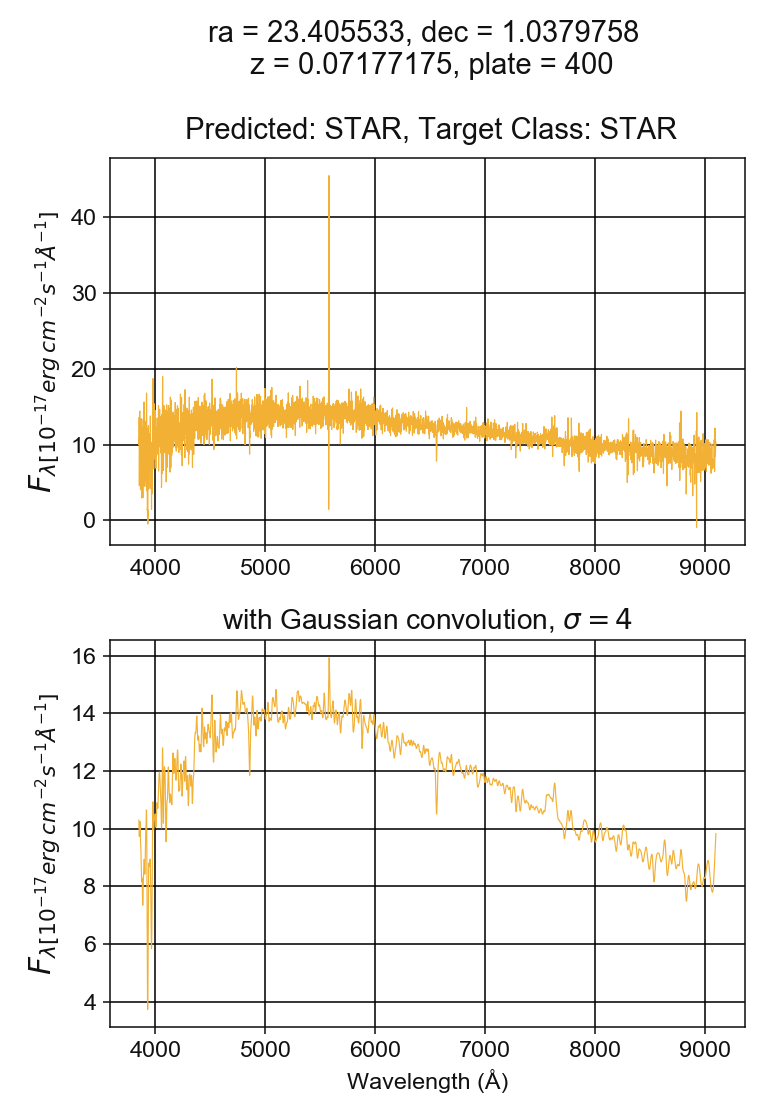 ra = 23.405533, dec = 1.0379758
z = 0.07177175, plate = 400
Predicted: STAR, Target Class: STAR
F_λ[10^−17 erg cm^−2 s^−1 Å^−1]
40
30
20
10
0
4000 5000 6000 7000 8000 9000
with Gaussian convolution, σ = 4
F_λ[10^−17 erg cm^−2 s^−1 Å^−1]
16
14
12
10
8
6
4
4000 5000 6000 7000 8000 9000
Wavelength (Å)